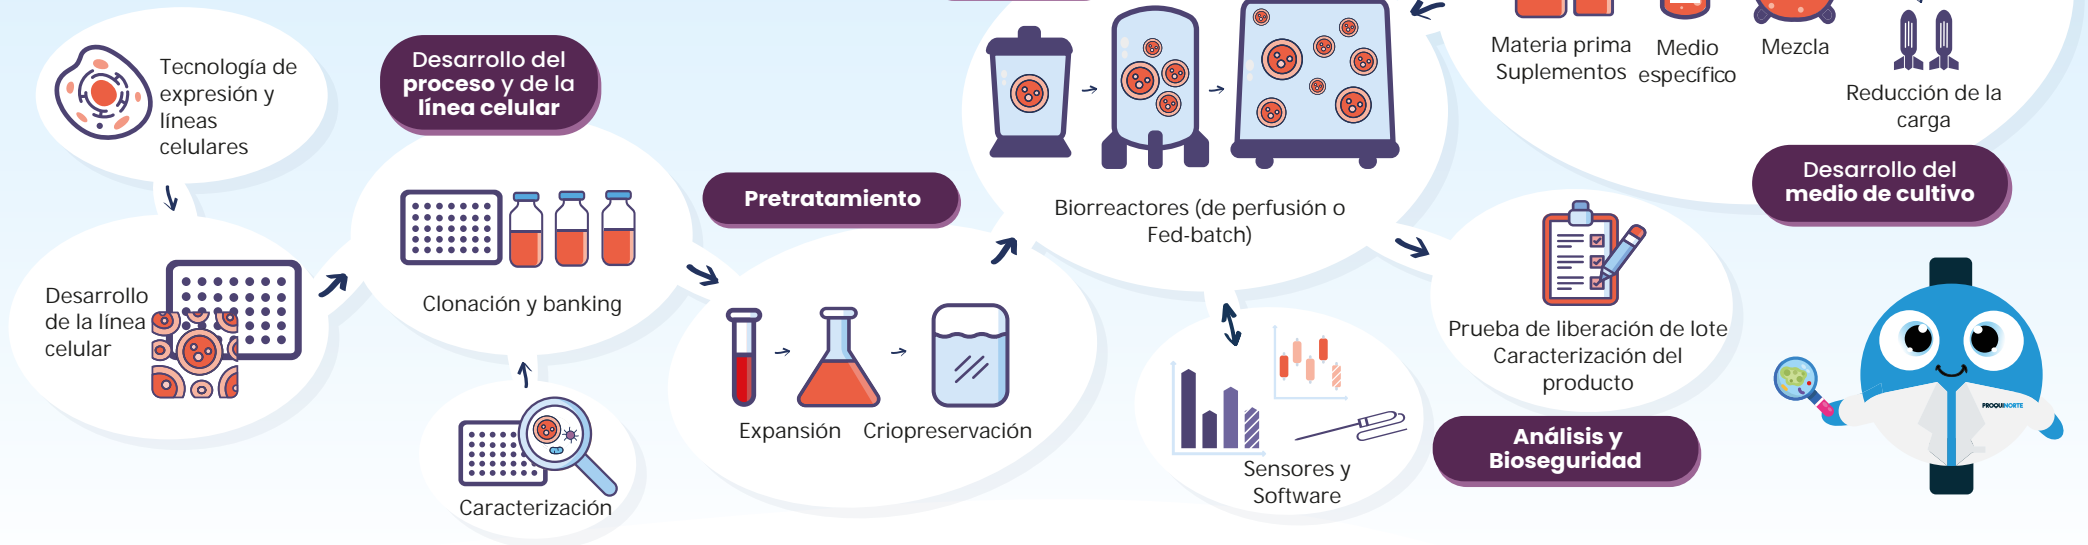 Tecnología de
expresión y
líneas
celulares
Desarrollo
de la línea
celular
Desarrollo del
proceso y de la
línea celular
Clonación y banking
Caracterización
Pretratamiento
Expansión
Criopreservación
Biorreactores (de perfusión o
Fed-batch)
Sensores y
Software
Materia prima
Suplementos
Medio
específico
Mezcla
Reducción de la
carga
Desarrollo del
medio de cultivo
Prueba de liberación de lote
Caracterización del
producto
Análisis y
Bioseguridad
PROQUINORTE